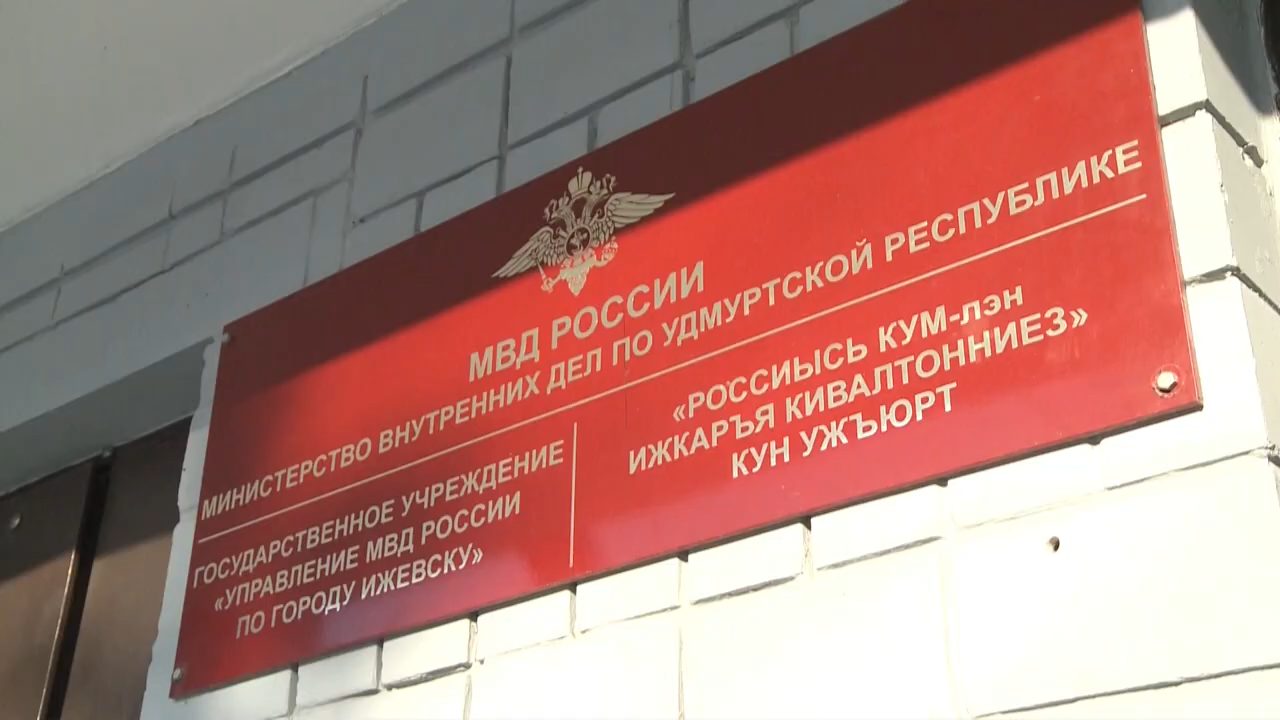 МВД РОССИИ
МИНИСТЕРСТВО ВНУТРЕННИХ ДЕЛ ПО УДМУРТСКОЙ РЕСПУБЛИКЕ
ГОСУДАРСТВЕННОЕ УЧРЕЖДЕНИЕ
«УПРАВЛЕНИЕ МВД РОССИИ
ПО ГОРОДУ ИЖЕВСКУ»
«РОССИЫСЬ КУМ-лэн
ИЖКАРЪЯ КИВАЛТОННИЕЗ»
КУН УЖЪЮРТ